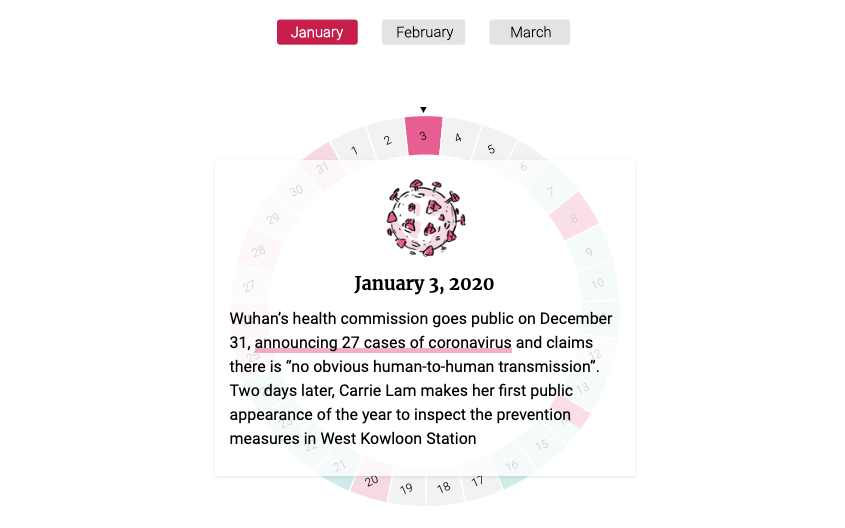 January
February
March
▼
1
2
3
4
5
6
7
8
9
10
12
13
15
16
17
18
19
20
21
22
23
25
27
28
29
30
31
January 3, 2020
Wuhan’s health commission goes public on December
31, announcing 27 cases of coronavirus and claims
there is “no obvious human-to-human transmission”.
Two days later, Carrie Lam makes her first public
appearance of the year to inspect the prevention
measures in West Kowloon Station